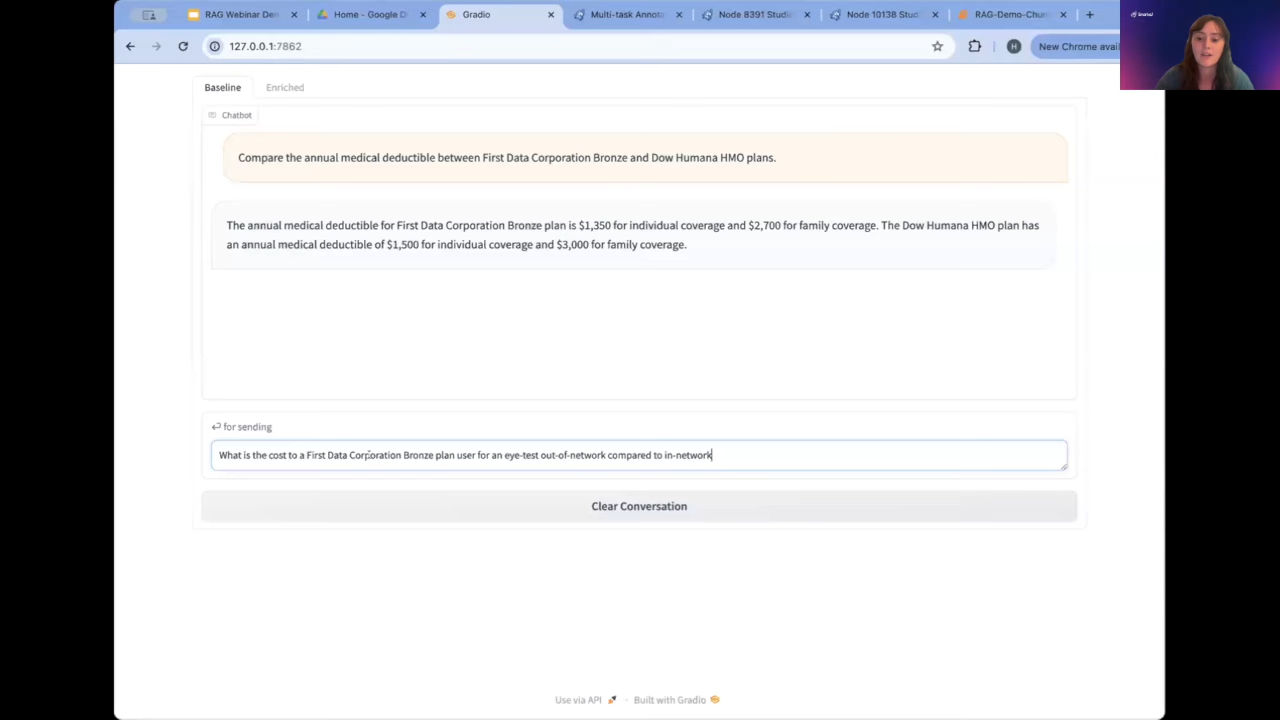 RAG Webinar Den
Home - Google D
Gradio
Multi-task Annota
Node 8391 Studi
Node 10138 Stud
RAG-Demo-Chun
127.0.0.1:7862
H
New Chrome avai
Snorkel
Baseline
Enriched
Chatbot
Compare the annual medical deductible between First Data Corporation Bronze and Dow Humana HMO plans.
The annual medical deductible for First Data Corporation Bronze plan is $1,350 for individual coverage and $2,700 for family coverage. The Dow Humana HMO plan has
an annual medical deductible of $1,500 for individual coverage and $3,000 for family coverage.
for sending
What is the cost to a First Data Corporation Bronze plan user for an eye-test out-of-network compared to in-network
Clear Conversation
Use via API
·
Built with Gradio